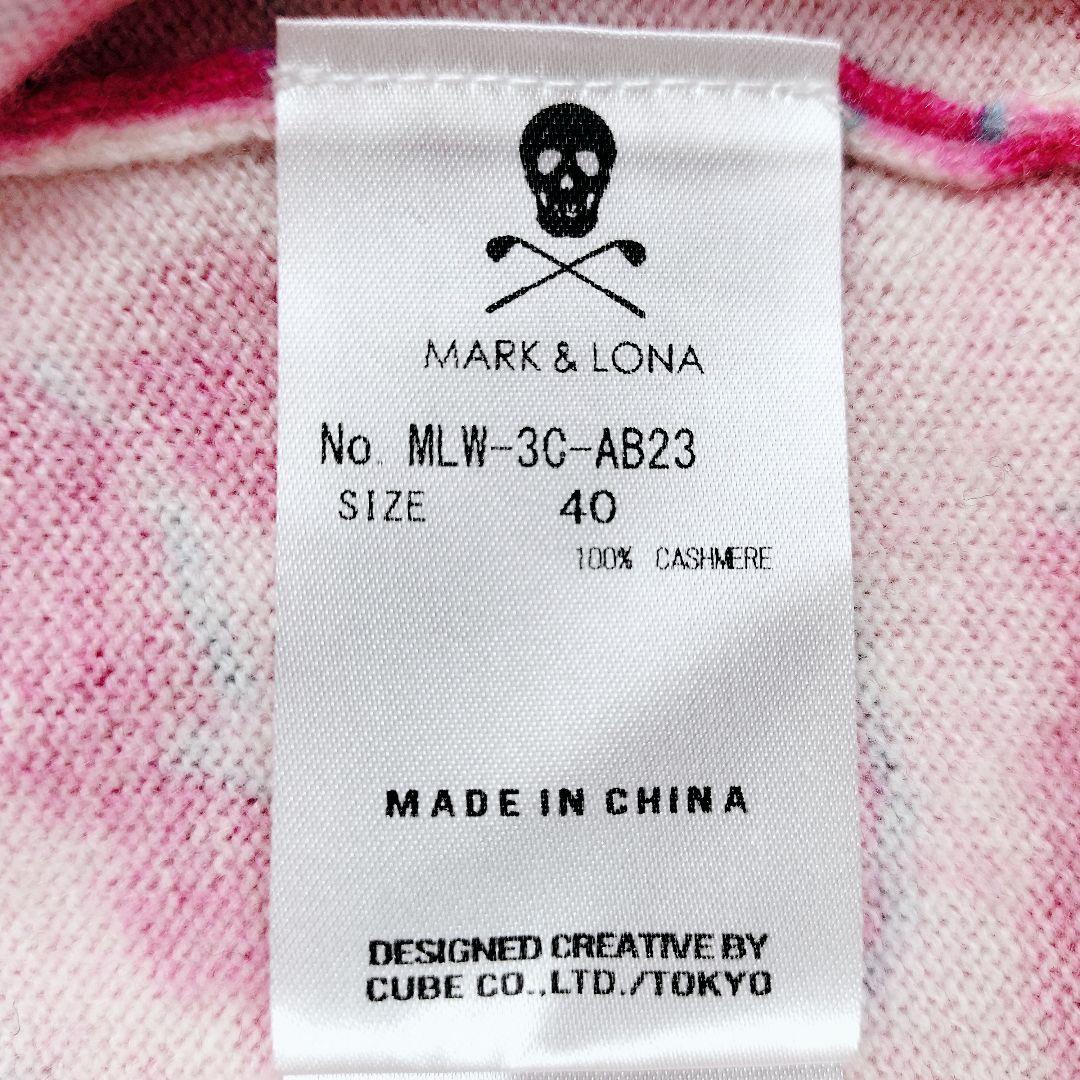 MARK & LONA
No. MLW-3C-AB23
SIZE 40
100% CASHMERE
MADE IN CHINA
DESIGNED CREATIVE BY
CUBE CO.,LTD./TOKYO